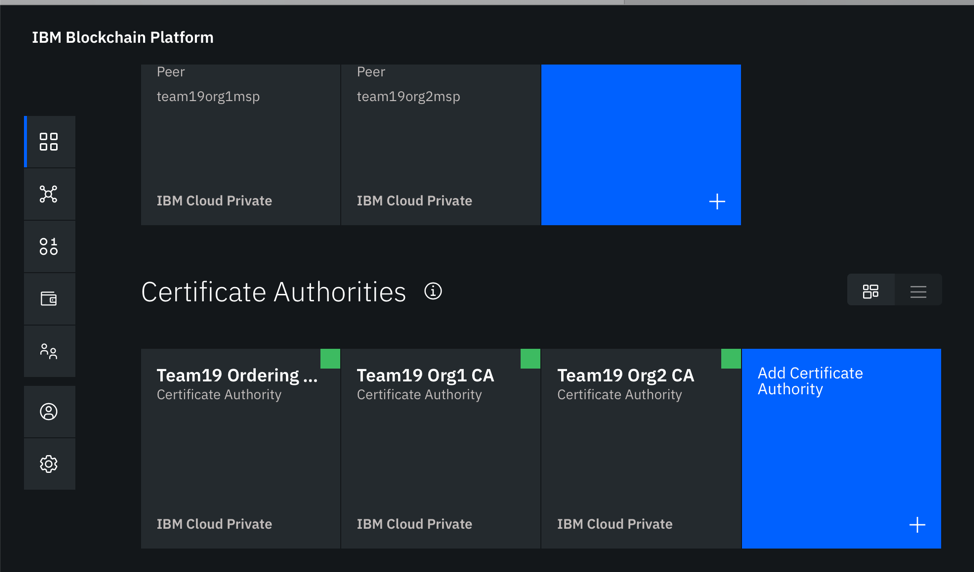 IBM Blockchain Platform
Peer
Peer
team19org1msp
team19org2msp
IBM Cloud Private
IBM Cloud Private
Certificate Authorities
Team19 Ordering ...
Certificate Authority
Team19 Org1 CA
Certificate Authority
Team19 Org2 CA
Certificate Authority
Add Certificate
Authority
IBM Cloud Private
IBM Cloud Private
IBM Cloud Private